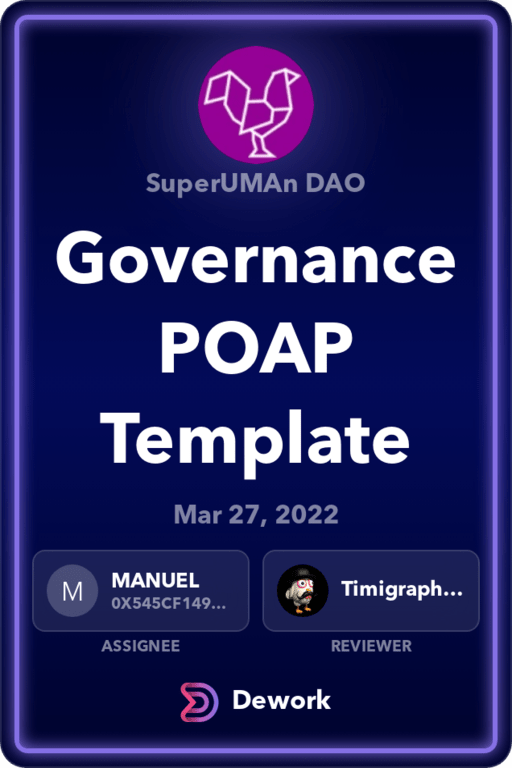 SuperUMAn DAO
Governance
POAP
Template
Mar 27, 2022
M
MANUEL
0X545CF149...
Timigraph...
ASSIGNEE
REVIEWER
Dework